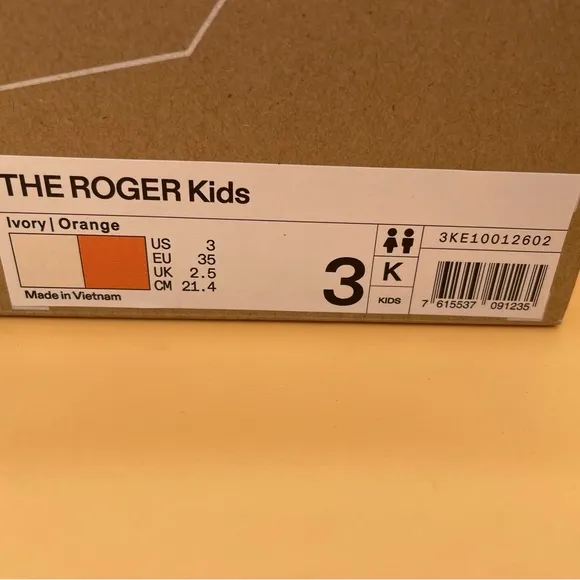 THE ROGER Kids
Ivory | Orange
US 3
EU 35
UK 2.5
CM 21.4
Made in Vietnam
3
K
KIDS
3KE10012602
7 615537 091235